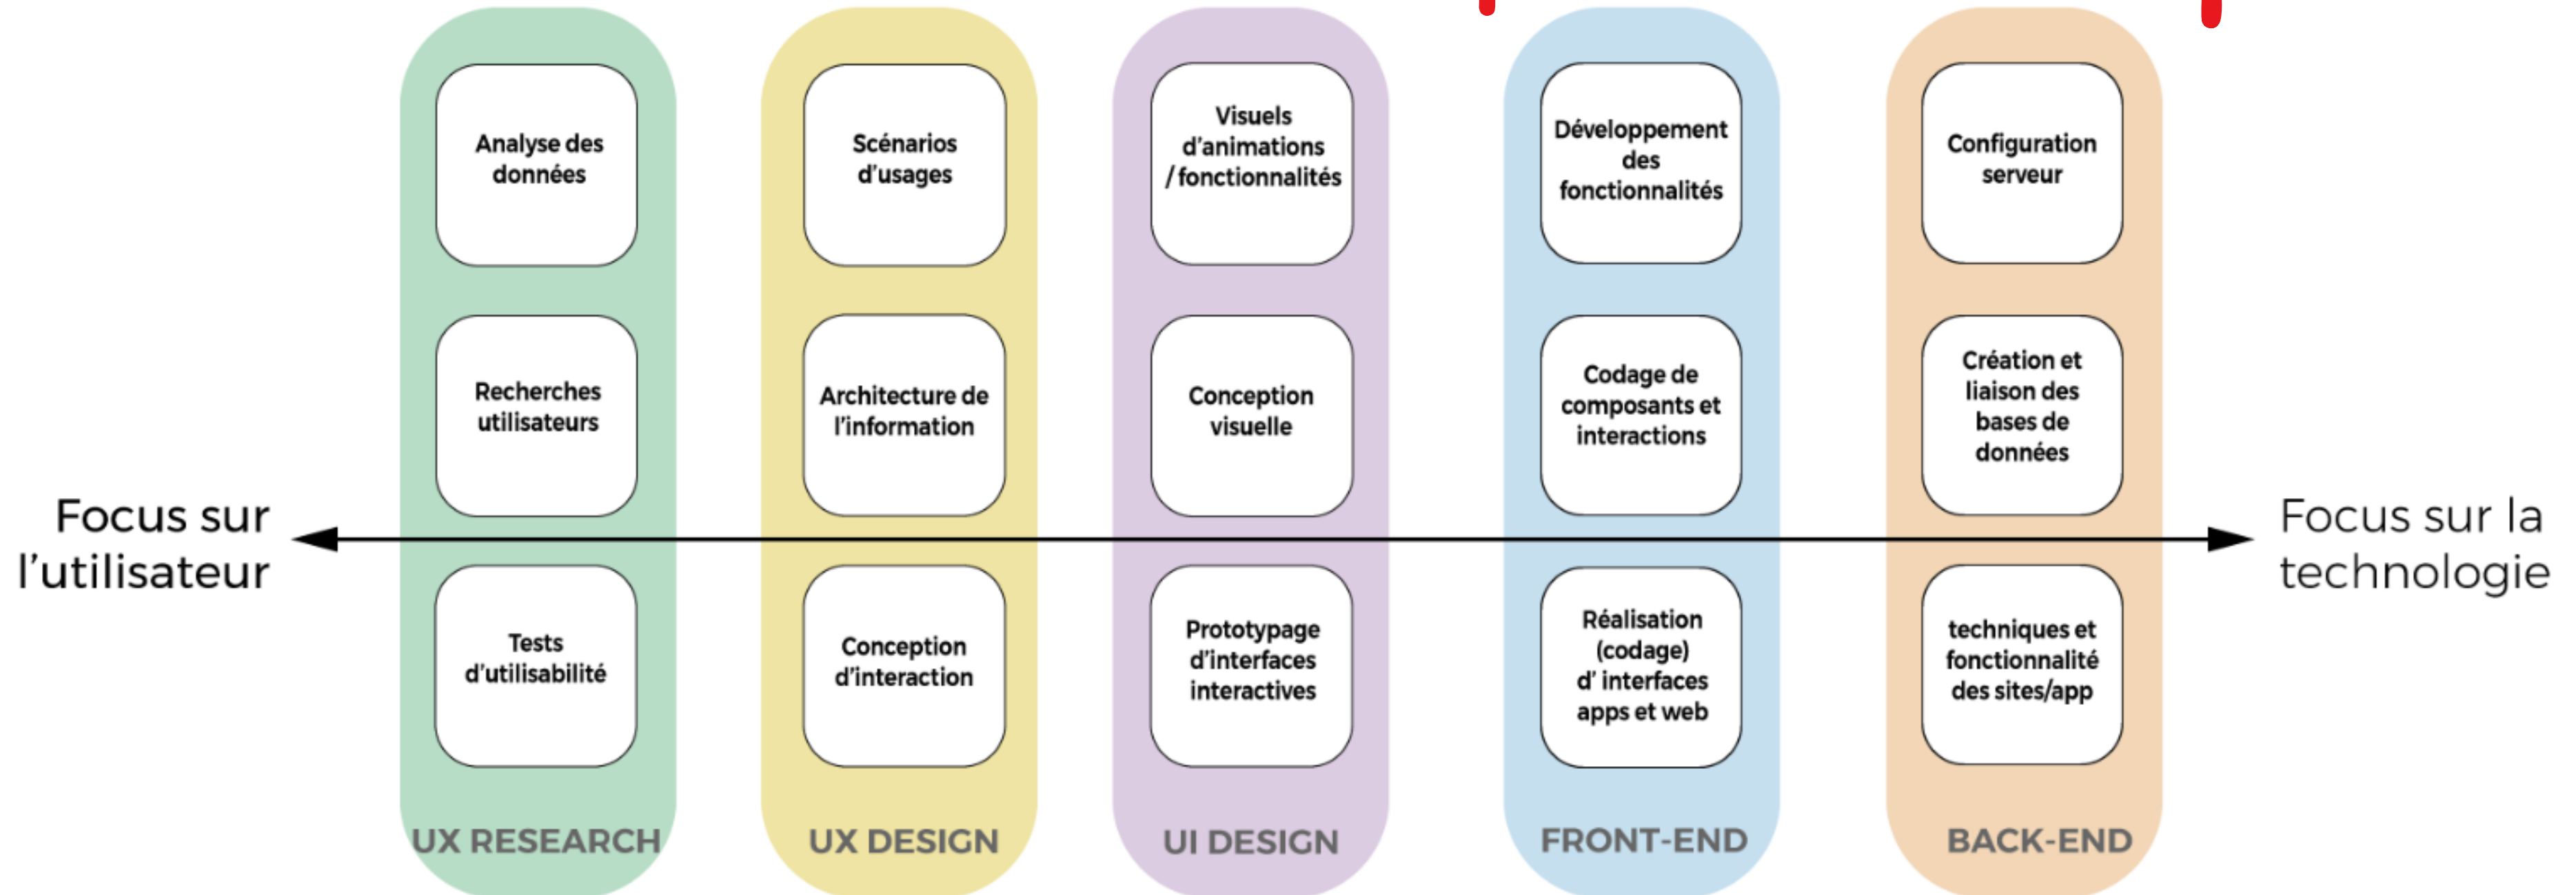 Analyse des
données
Recherches
utilisateurs
Tests
d'utilisabilité
UX RESEARCH
Scénarios
d'usages
Architecture de
l'information
Conception
d'interaction
UX DESIGN
Visuels
d'animations
/fonctionnalités
Conception
visuelle
Prototypage
d'interfaces
interactives
UI DESIGN
Développement
des
fonctionnalités
Codage de
composants et
interactions
Réalisation
(codage)
d' interfaces
apps et web
FRONT-END
Configuration
serveur
Création et
liaison des
bases de
données
techniques et
fonctionnalité
des sites/app
BACK-END
Focus sur
l'utilisateur
Focus sur la
technologie